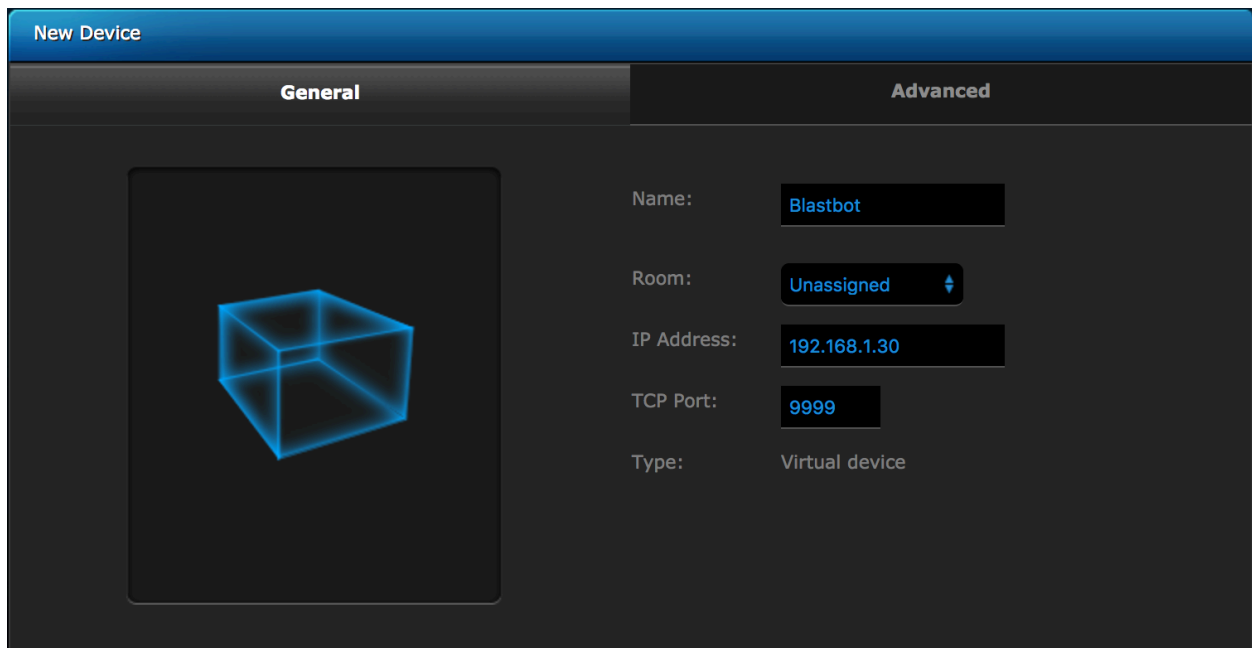 New Device
General
Advanced
Name:
Blastbot
Room:
Unassigned
IP Address:
192.168.1.30
TCP Port:
9999
Type:
Virtual device